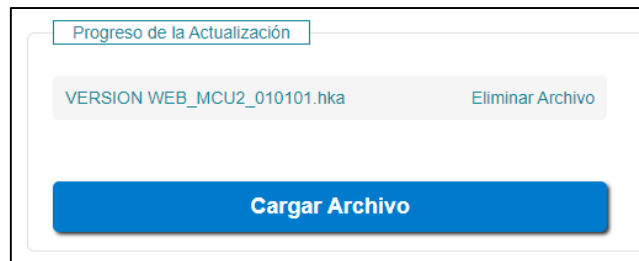 Progreso de la Actualización
VERSION WEB_MCU2_010101.hka Eliminar Archivo
Cargar Archivo